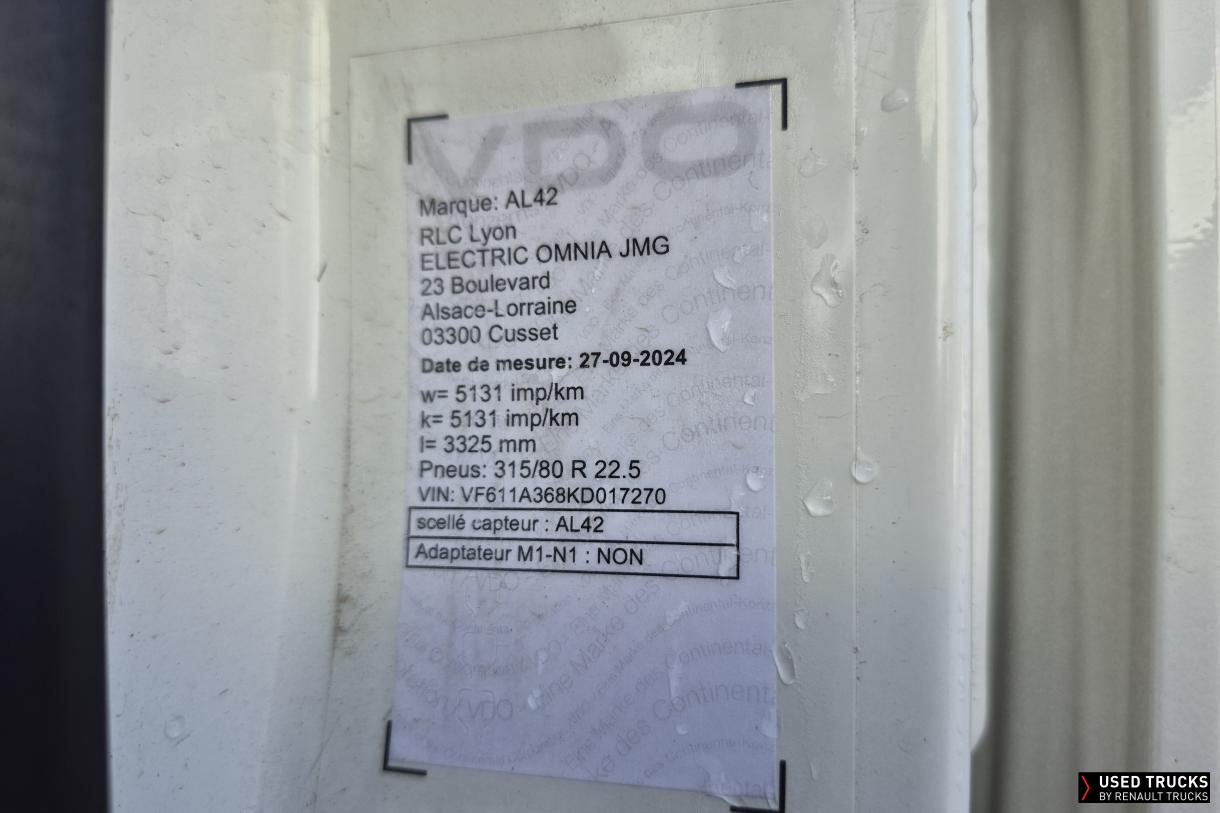 VDO
Marque: AL42
RLC Lyon
ELECTRIC OMNIA JMG
23 Boulevard
Alsace-Lorraine
03300 Cusset
Date de mesure: 27-09-2024
w= 5131 imp/km
k= 5131 imp/km
l= 3325 mm
Pneus: 315/80 R 22.5
VIN: VF611A368KD017270
scellé capteur : AL42
Adaptateur M1-N1 : NON
USED TRUCKS
BY RENAULT TRUCKS